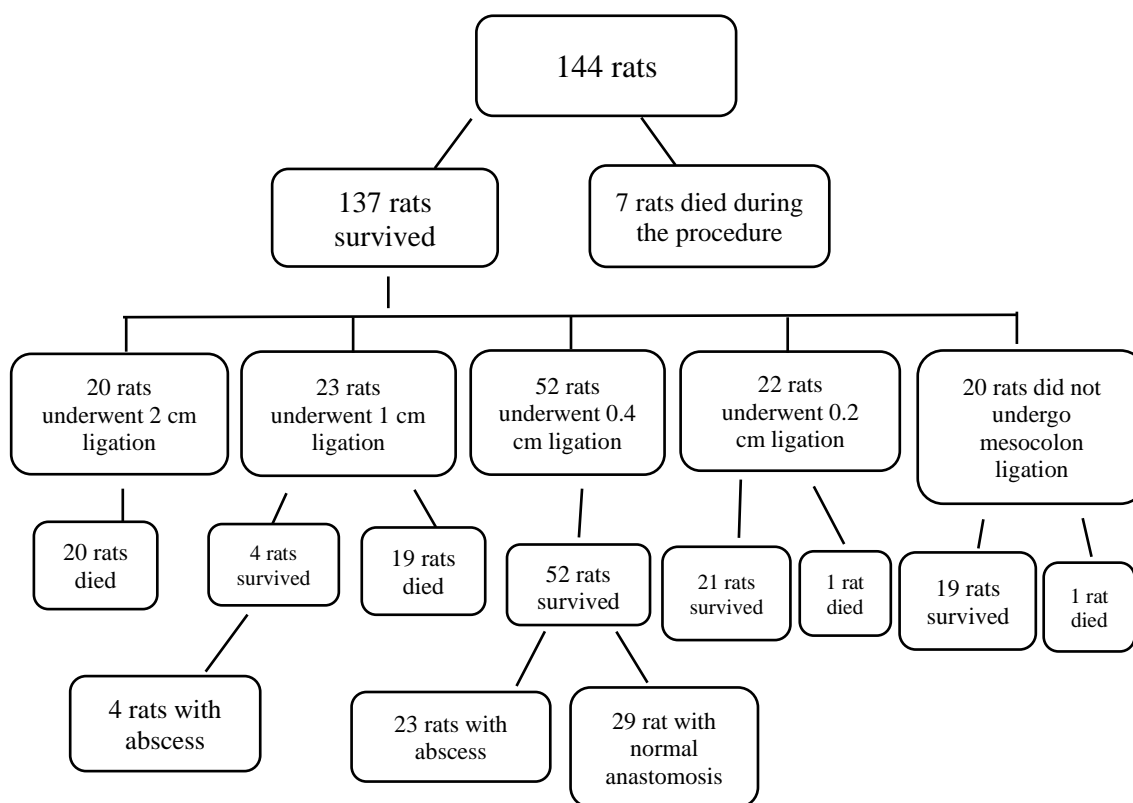 144 rats
137 rats
survived
7 rats died during
the procedure
20 rats
underwent 2 cm
ligation
23 rats
underwent 1 cm
ligation
52 rats
underwent 0.4
cm ligation
22 rats
underwent 0.2
cm ligation
20 rats did not
undergo
mesocolon
ligation
20 rats
died
4 rats
survived
19 rats
died
52 rats
survived
21 rats
survived
1 rat
died
19 rats
survived
1 rat
died
4 rats with
abscess
23 rats with
abscess
29 rat with
normal
anastomosis